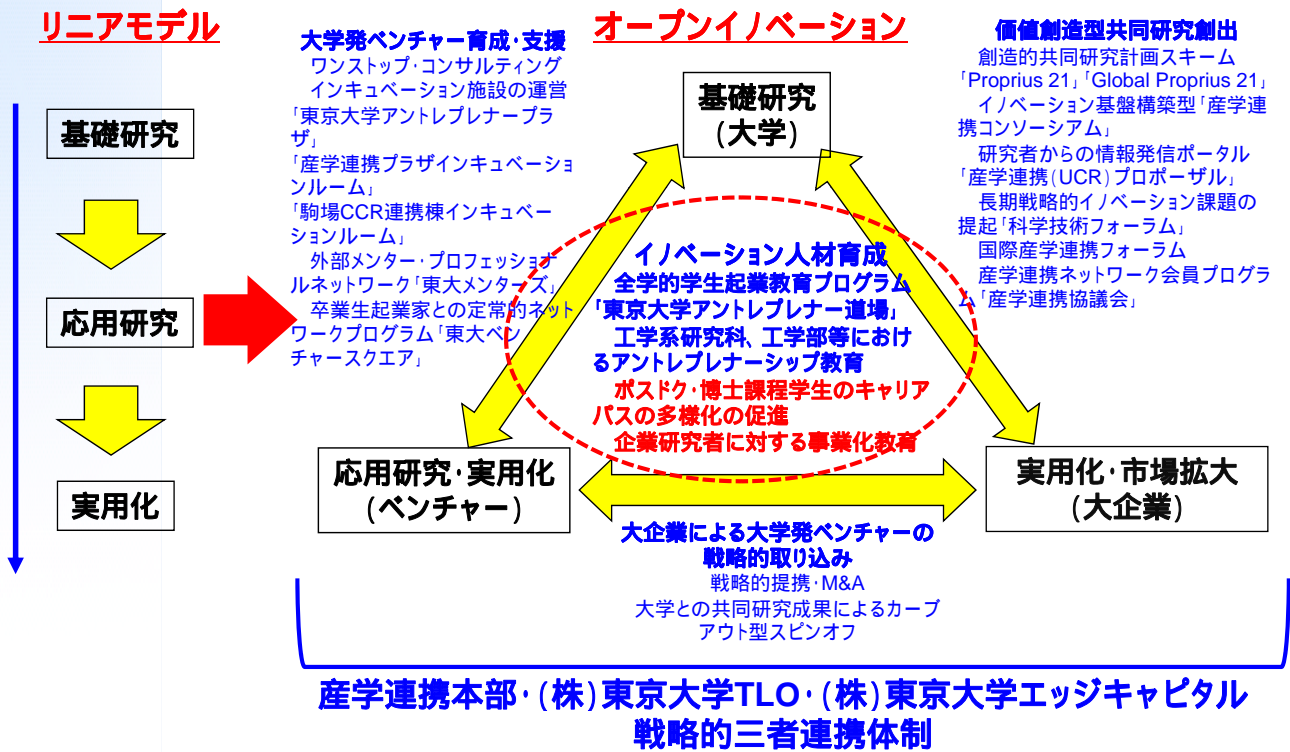 リニアモデル
基礎研究
応用研究
実用化
オープンイノベーション
大学発ベンチャー育成・支援
ワンストップ・コンサルティング
インキュベーション施設の運営
「東京大学アントレプレナープラ
ザ」
「産学連携プラザインキュベーショ
ンルーム」
「駒場CCR連携棟インキュベー
ションルーム」
外部メンター・プロフェッショナ
ルネットワーク「東大メンターズ」
卒業生起業家との定常的ネット
ワークプログラム「東大ベン
チャースクエア」
基礎研究
(大学)
価値創造型共同研究創出
創造的共同研究計画スキーム
「Proprius 21」「Global Proprius 21」
イノベーション基盤構築型「産学連
携コンソーシアム」
研究者からの情報発信ポータル
「産学連携(UCR)プロポーザル」
長期戦略的イノベーション課題の
提起「科学技術フォーラム」
国際産学連携フォーラム
産学連携ネットワーク会員プログラ
ム「産学連携協議会」
イノベーション人材育成
全学的学生起業教育プログラム
「東京大学アントレプレナー道場」
工学系研究科、工学部等におけ
るアントレプレナーシップ教育
ポスドク・博士課程学生のキャリア
パスの多様化の促進
企業研究者に対する事業化教育
応用研究・実用化
(ベンチャー)
実用化・市場拡大
(大企業)
大企業による大学発ベンチャーの
戦略的取り込み
戦略的提携・M&A
大学との共同研究成果によるカーブ
アウト型スピンオフ
産学連携本部・(株)東京大学TLO・(株)東京大学エッジキャピタル
戦略的三者連携体制